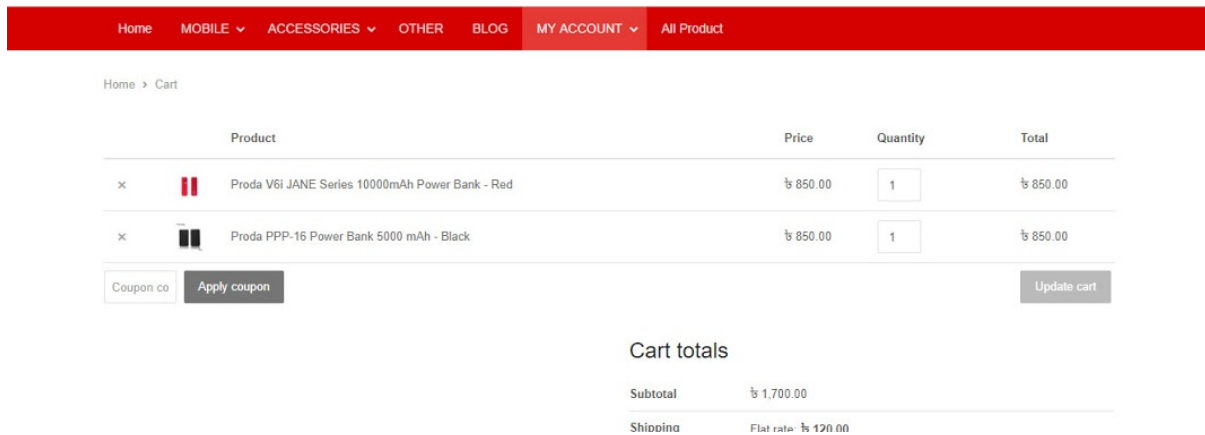 Home MOBILE ACCESSORIES OTHER BLOG MY ACCOUNT All Product
Home > Cart
Product Price Quantity Total
× Proda V6i JANE Series 10000mAh Power Bank - Red ৳ 850.00 1 ৳ 850.00
× Proda PPP-16 Power Bank 5000 mAh - Black ৳ 850.00 1 ৳ 850.00
Coupon co Apply coupon Update cart
Cart totals
Subtotal ৳ 1,700.00
Shipping Flat rate: ৳ 120.00